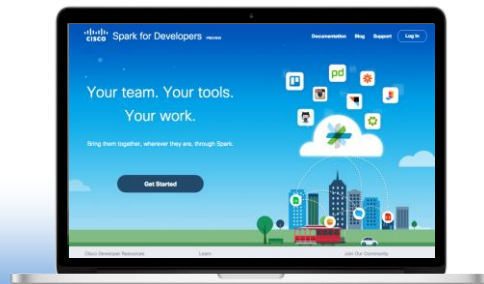 CISCO Spark for Developers PREVIEW
Documentation Blog Support Log In
Your team. Your tools.
Your work.
Bring them together, wherever they are, through Spark.
Get Started
pd
Cisco Developer Resources Learn Join Our Community